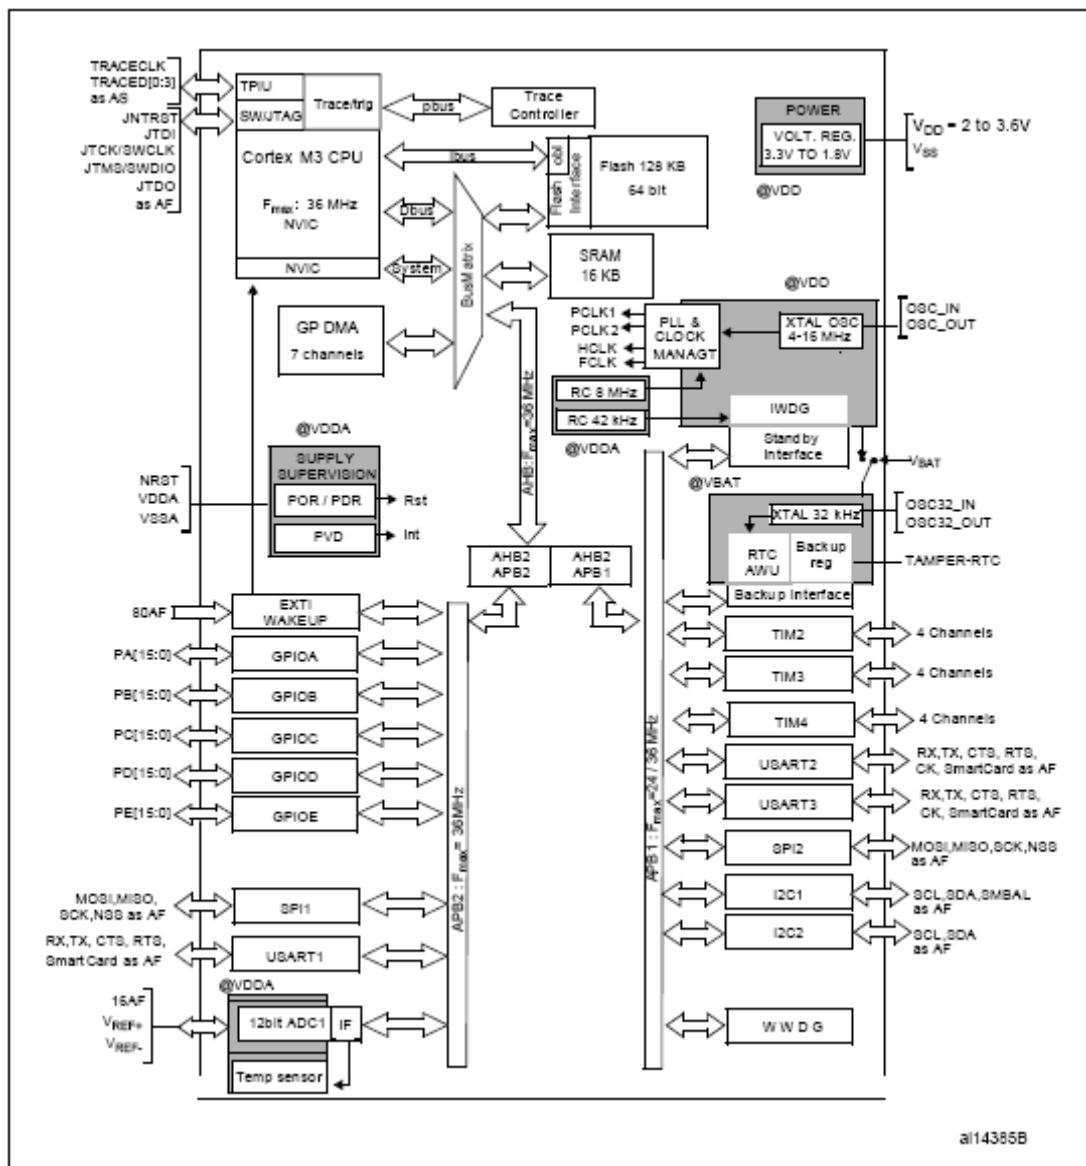 TRACECLK
TRACED[0:3]
as AS
JNTRST
JTDI
JTCK/SWCLK
JTMS/SWDIO
JTDO
as AF
TPIU
SW/JTAG
Trace/trig
pbus
Trace
Controller
Cortex M3 CPU
Fmax: 36 MHz
NVIC
NVIC
Ibus
Dbus
System
BusMatrix
Flash obl
Interface
Flash 128 KB
64 bit
SRAM
16 KB
POWER
VOLT. REG.
3.3V TO 1.8V
@VDD
VDD = 2 to 3.6V
VSS
GP DMA
7 channels
@VDD
PCLK1
PCLK2
HCLK
FCLK
PLL &
CLOCK
MANAGT
XTAL OSC
4-16 MHz
OSC_IN
OSC_OUT
RC 8 MHz
RC 42 kHz
@VDDA
IWDG
Standby
Interface
VBAT
@VBAT
AHB: Fmax=36 MHz
@VDDA
SUPPLY
SUPERVISION
POR / PDR
PVD
Rst
Int
NRST
VDDA
VSSA
XTAL 32 kHz
OSC32_IN
OSC32_OUT
RTC
AWU
Backup
reg
TAMPER-RTC
Backup Interface
AHB2
APB2
AHB2
APB1
80AF
EXTI
WAKEUP
PA[15:0]
GPIOA
PB[15:0]
GPIOB
PC[15:0]
GPIOC
PD[15:0]
GPIOD
PE[15:0]
GPIOE
MOSI,MISO,
SCK,NSS as AF
SPI1
RX,TX, CTS, RTS,
SmartCard as AF
USART1
@VDDA
16AF
VREF+
VREF-
12bit ADC1
IF
Temp sensor
APB2 : Fmax= 36 MHz
APB1 : Fmax=24 / 36 MHz
TIM2
4 Channels
TIM3
4 Channels
TIM4
4 Channels
USART2
RX,TX, CTS, RTS,
CK, SmartCard as AF
USART3
RX,TX, CTS, RTS,
CK, SmartCard as AF
SPI2
MOSI,MISO,SCK,NSS
as AF
I2C1
SCL,SDA,SMBAL
as AF
I2C2
SCL,SDA
as AF
WWDG
ai14385B